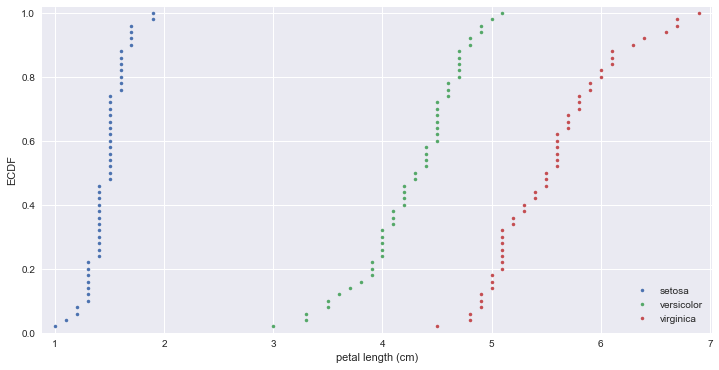 1.0
0.8
0.6
0.4
0.2
0.0
ECDF
1 2 3 4 5 6 7
petal length (cm)
setosa
versicolor
virginica